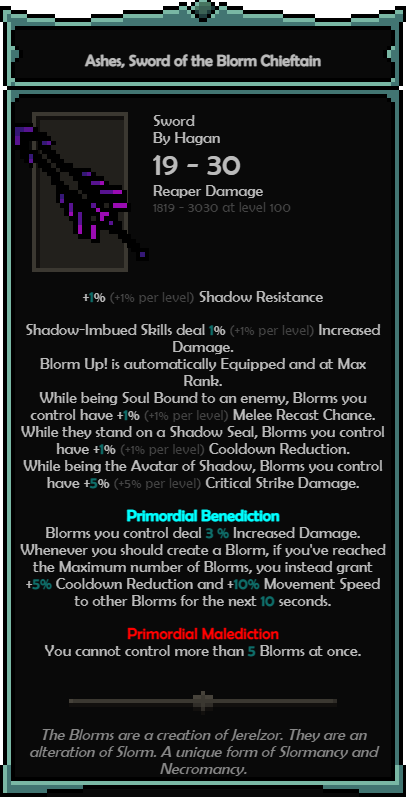 Ashes, Sword of the Blorm Chieftain
Sword
By Hagan
19 - 30
Reaper Damage
1819 - 3030 at level 100
+1% (+1% per level) Shadow Resistance
Shadow-Imbued Skills deal 1% (+1% per level) Increased
Damage.
Blorm Up! is automatically Equipped and at Max
Rank.
While being Soul Bound to an enemy, Blorms you
control have +1% (+1% per level) Melee Recast Chance.
While they stand on a Shadow Seal, Blorms you control
have +1% (+1% per level) Cooldown Reduction.
While being the Avatar of Shadow, Blorms you control
have +5% (+5% per level) Critical Strike Damage.
Primordial Benediction
Blorms you control deal 3 % Increased Damage.
Whenever you should create a Blorm, if you've reached
the Maximum number of Blorms, you instead grant
+5% Cooldown Reduction and +10% Movement Speed
to other Blorms for the next 10 seconds.
Primordial Malediction
You cannot control more than 5 Blorms at once.
The Blorms are a creation of Jerelzor. They are an
alteration of Slorm. A unique form of Slormancy and
Necromancy.